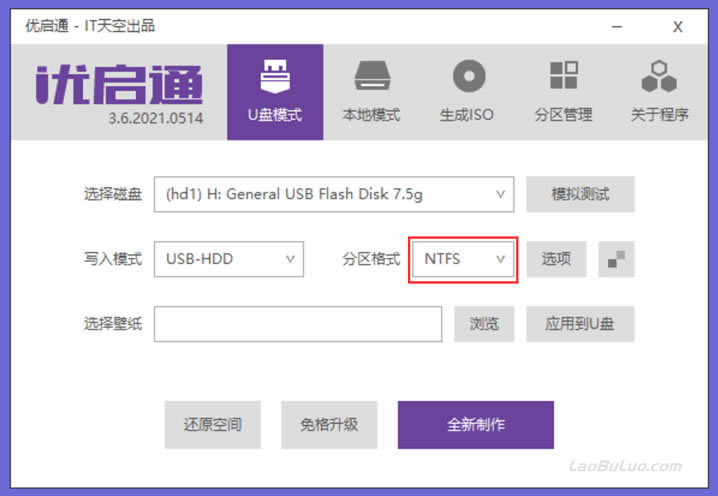 优启通 - IT天空出品
优启通
3.6.2021.0514
U盘模式
本地模式
生成ISO
分区管理
关于程序
选择磁盘 (hd1) H: General USB Flash Disk 7.5g 模拟测试
写入模式 USB-HDD 分区格式 NTFS 选项
选择壁纸 浏览 应用到U盘
还原空间 免格升级 全新制作
LaoBuLuo.com